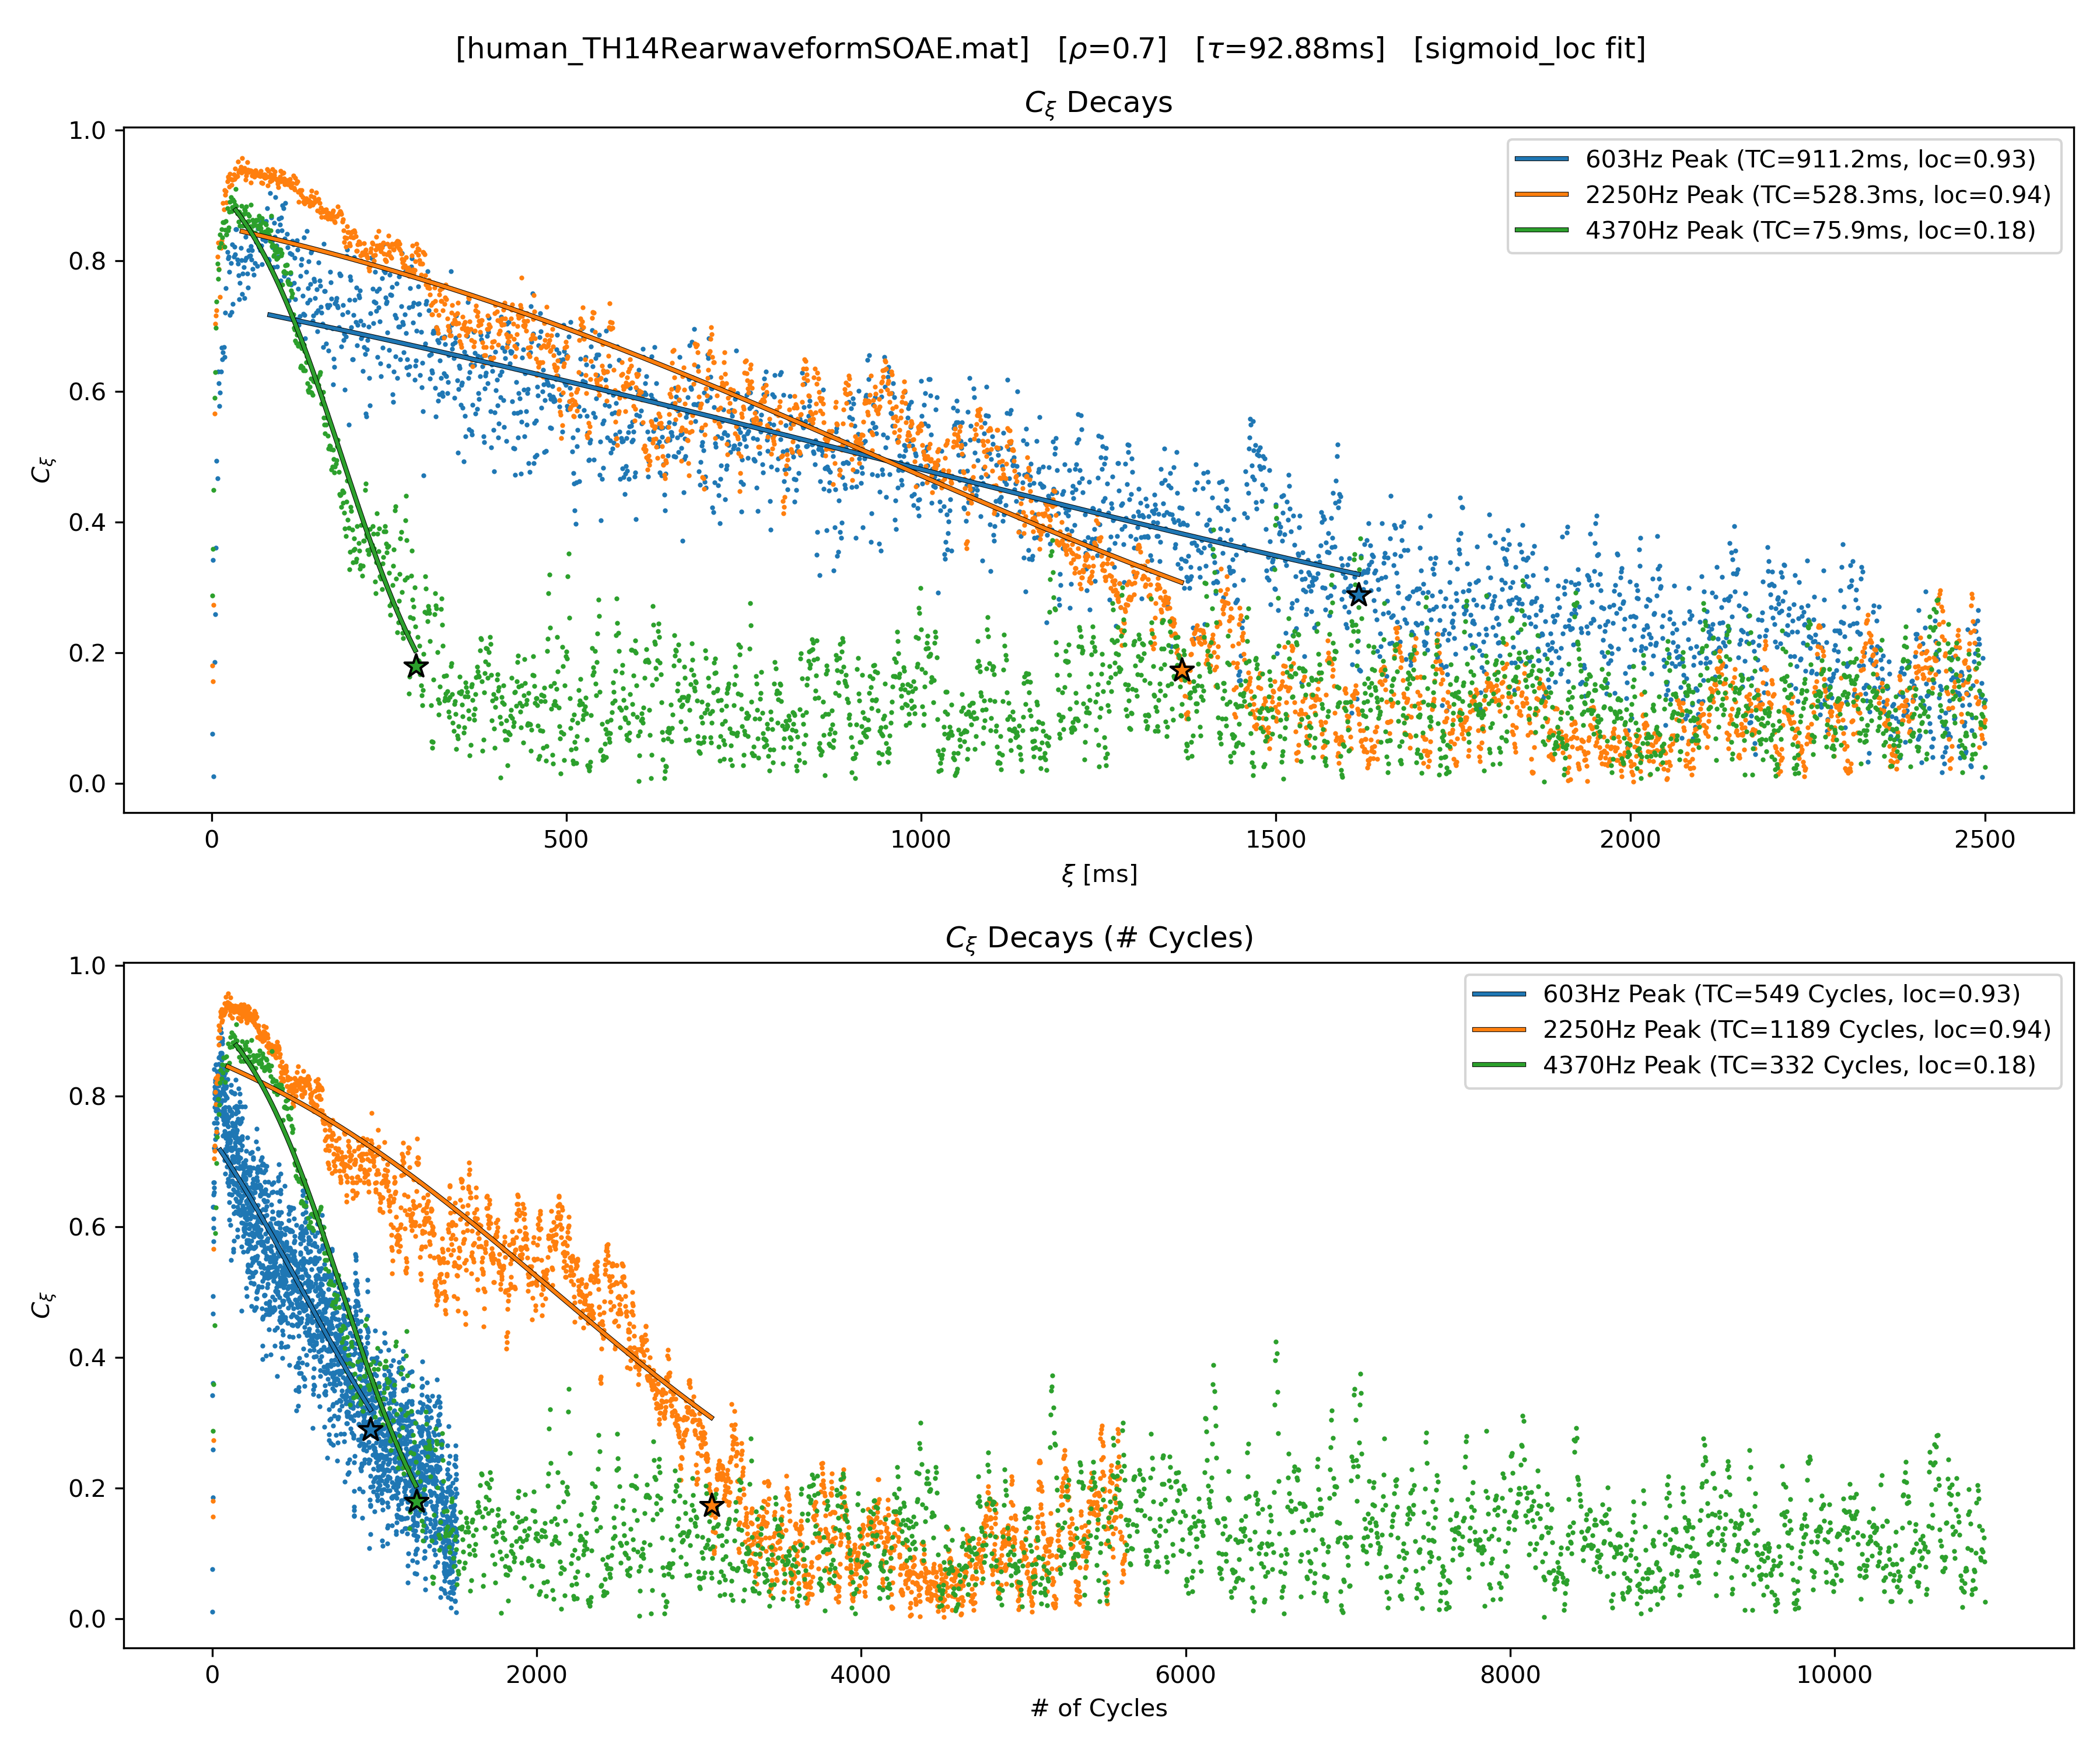 [human_TH14RearwaveformSOAE.mat] [ρ=0.7] [τ=92.88ms] [sigmoid_loc fit]
C_ξ Decays
1.0
0.8
0.6
0.4
0.2
0.0
C_ξ
603Hz Peak (TC=911.2ms, loc=0.93)
2250Hz Peak (TC=528.3ms, loc=0.94)
4370Hz Peak (TC=75.9ms, loc=0.18)
0 500 1000 1500 2000 2500
ξ [ms]
C_ξ Decays (# Cycles)
1.0
0.8
0.6
0.4
0.2
0.0
C_ξ
603Hz Peak (TC=549 Cycles, loc=0.93)
2250Hz Peak (TC=1189 Cycles, loc=0.94)
4370Hz Peak (TC=332 Cycles, loc=0.18)
0 2000 4000 6000 8000 10000
# of Cycles